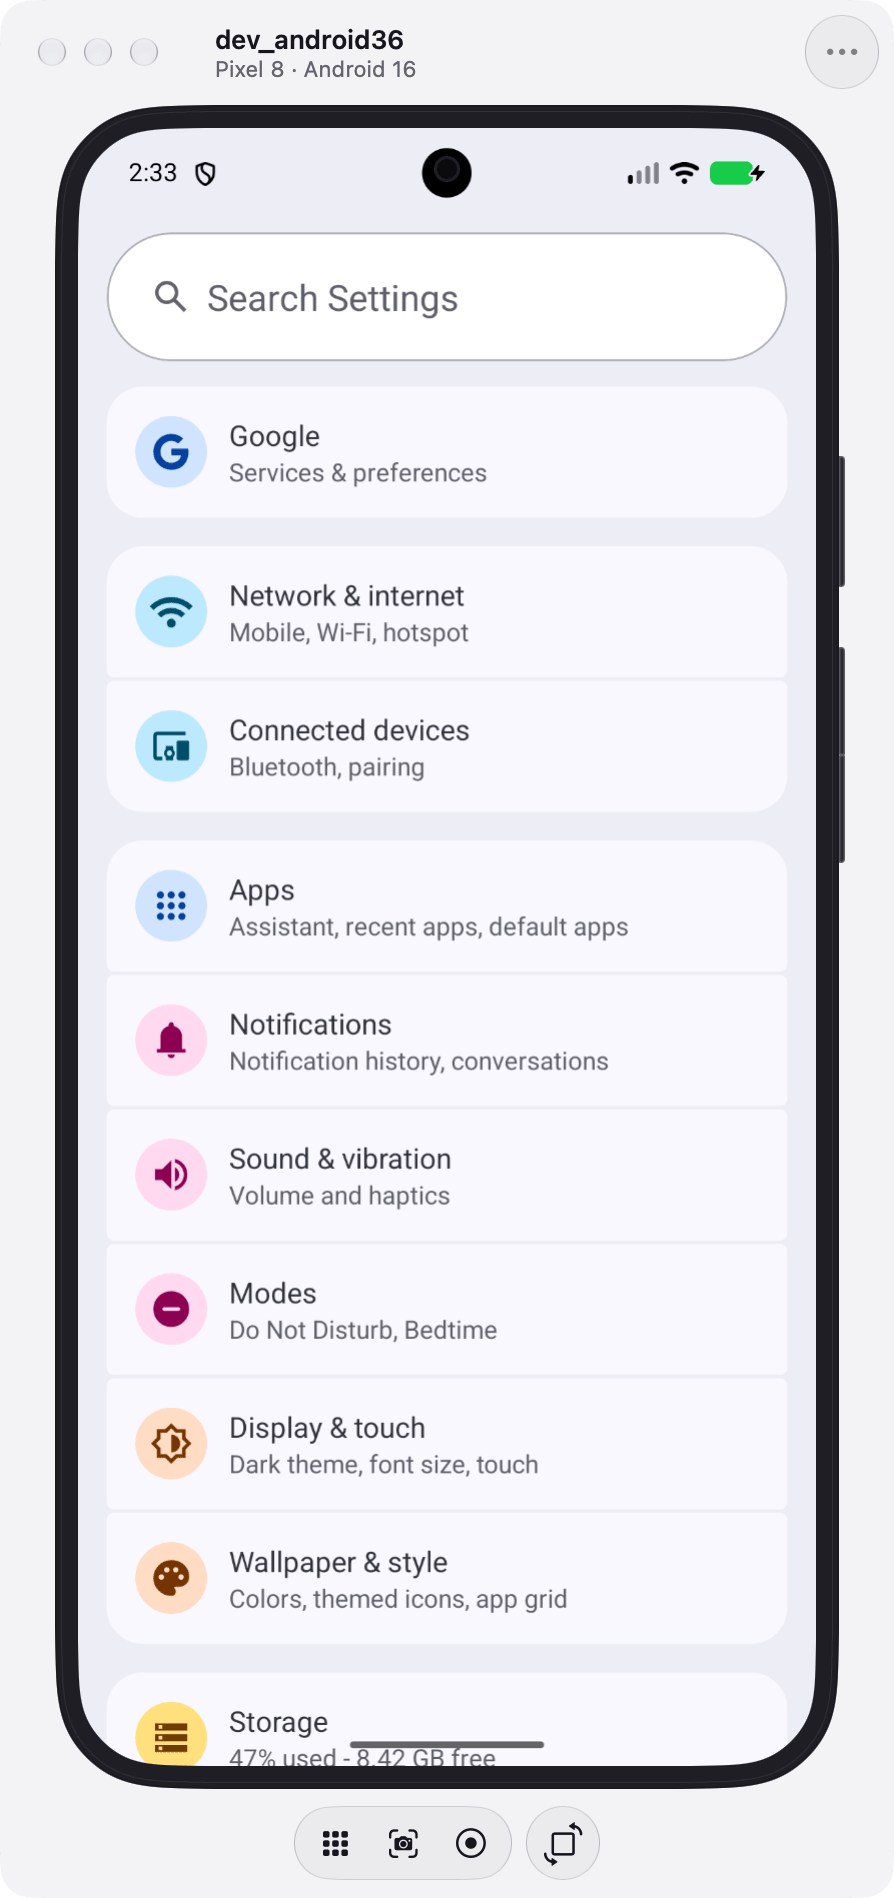 dev_android36
Pixel 8 · Android 16
2:33
Search Settings
Google
Services & preferences
Network & internet
Mobile, Wi-Fi, hotspot
Connected devices
Bluetooth, pairing
Apps
Assistant, recent apps, default apps
Notifications
Notification history, conversations
Sound & vibration
Volume and haptics
Modes
Do Not Disturb, Bedtime
Display & touch
Dark theme, font size, touch
Wallpaper & style
Colors, themed icons, app grid
Storage
47% used - 8.42 GB free